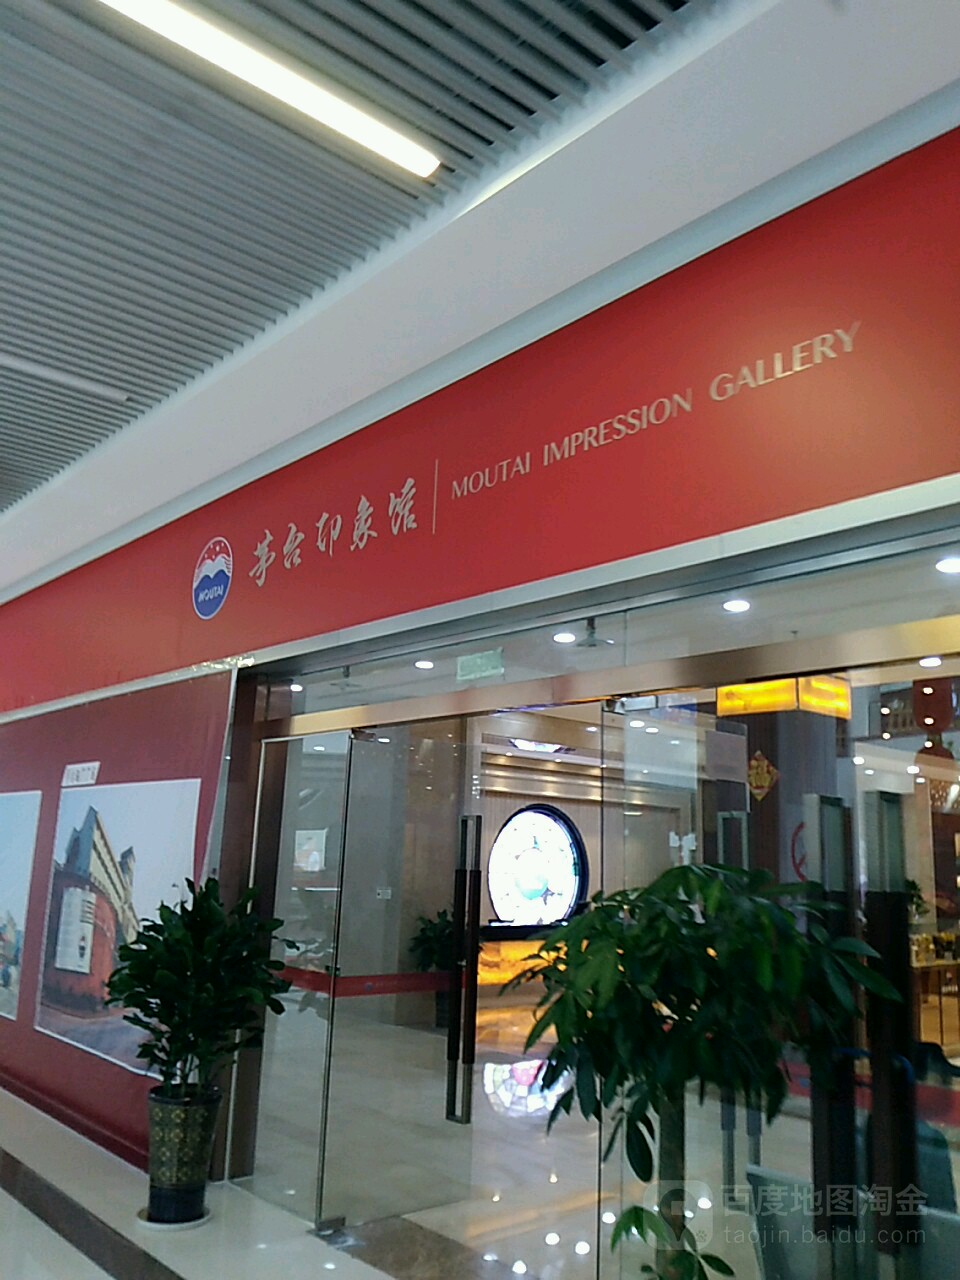 茅台印象馆 MOUTAI IMPRESSION GALLERY
MOUTAI
百度地图淘金
taojin.baidu.com